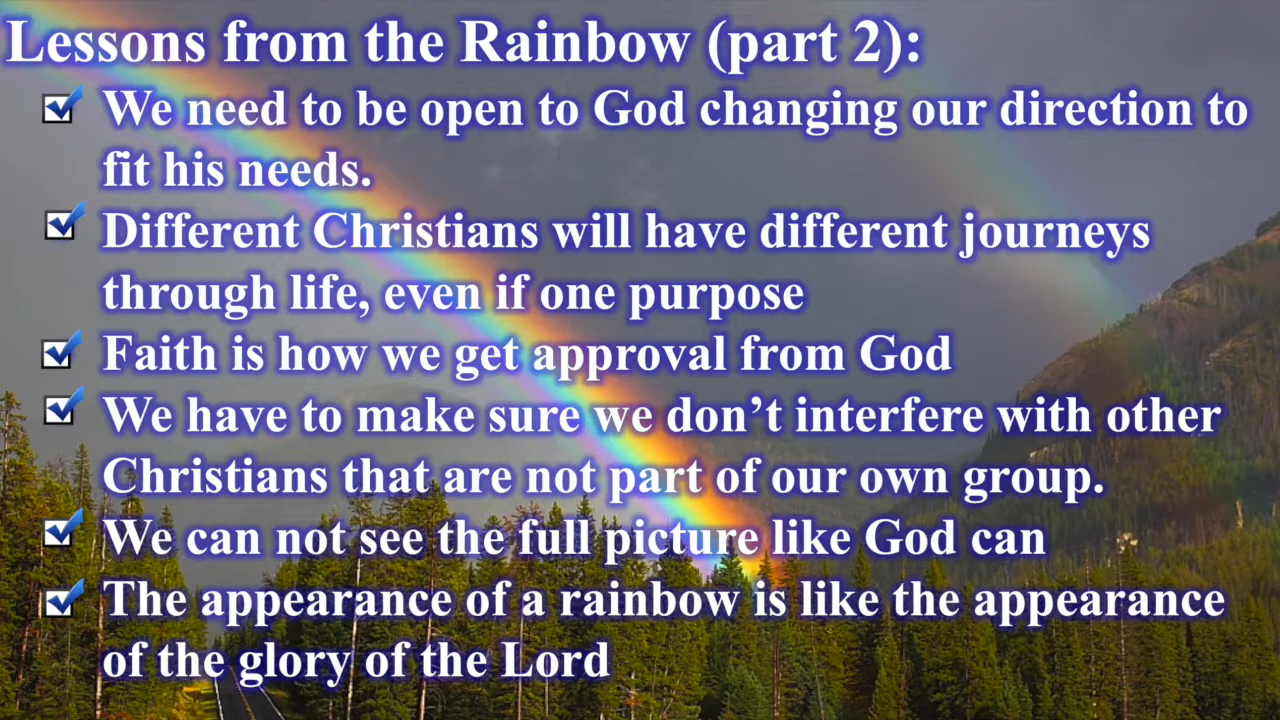 Lessons from the Rainbow (part 2):
We need to be open to God changing our direction to
fit his needs.
Different Christians will have different journeys
through life, even if one purpose
Faith is how we get approval from God
We have to make sure we don’t interfere with other
Christians that are not part of our own group.
We can not see the full picture like God can
The appearance of a rainbow is like the appearance
of the glory of the Lord